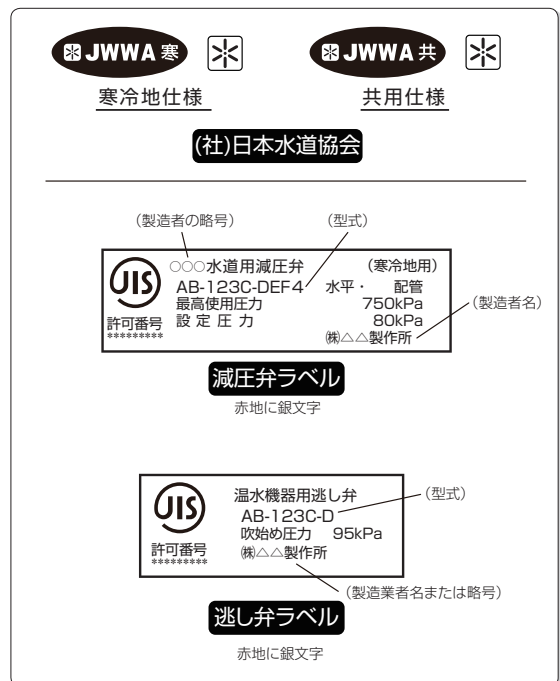 JWWA 寒 JWWA 共
寒冷地仕様 共用仕様
(社)日本水道協会
(製造者の略号) (型式)
JIS ○○○水道用減圧弁 (寒冷地用)
AB-123C-DEF4 水平・ 配管
最高使用圧力 750kPa
許可番号 設定圧力 80kPa
********* ㈱△△製作所 (製造者名)
減圧弁ラベル
赤地に銀文字
JIS 温水機器用逃し弁 (型式)
AB-123C-D
吹始め圧力 95kPa
許可番号 ㈱△△製作所
*********
(製造業者名または略号)
逃し弁ラベル
赤地に銀文字